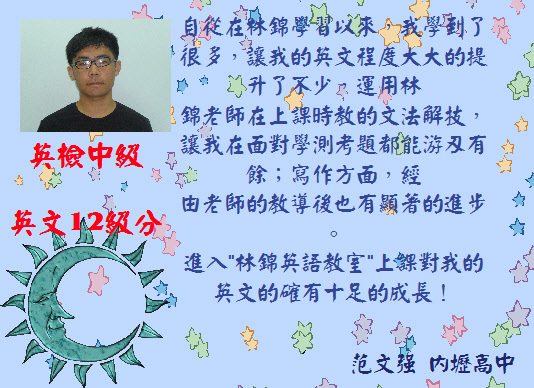 自從在林錦學習以來，我學到了
很多，讓我的英文程度大大的提
升了不少，運用林
錦老師在上課時教的文法解技，
讓我在面對學測考題都能游刃有
餘；寫作方面，經
由老師的教導後也有顯著的進步
。
進入"林錦英語教室"上課對我的
英文的確有十足的成長！
英檢中級
英文12級分
范文强 內壢高中